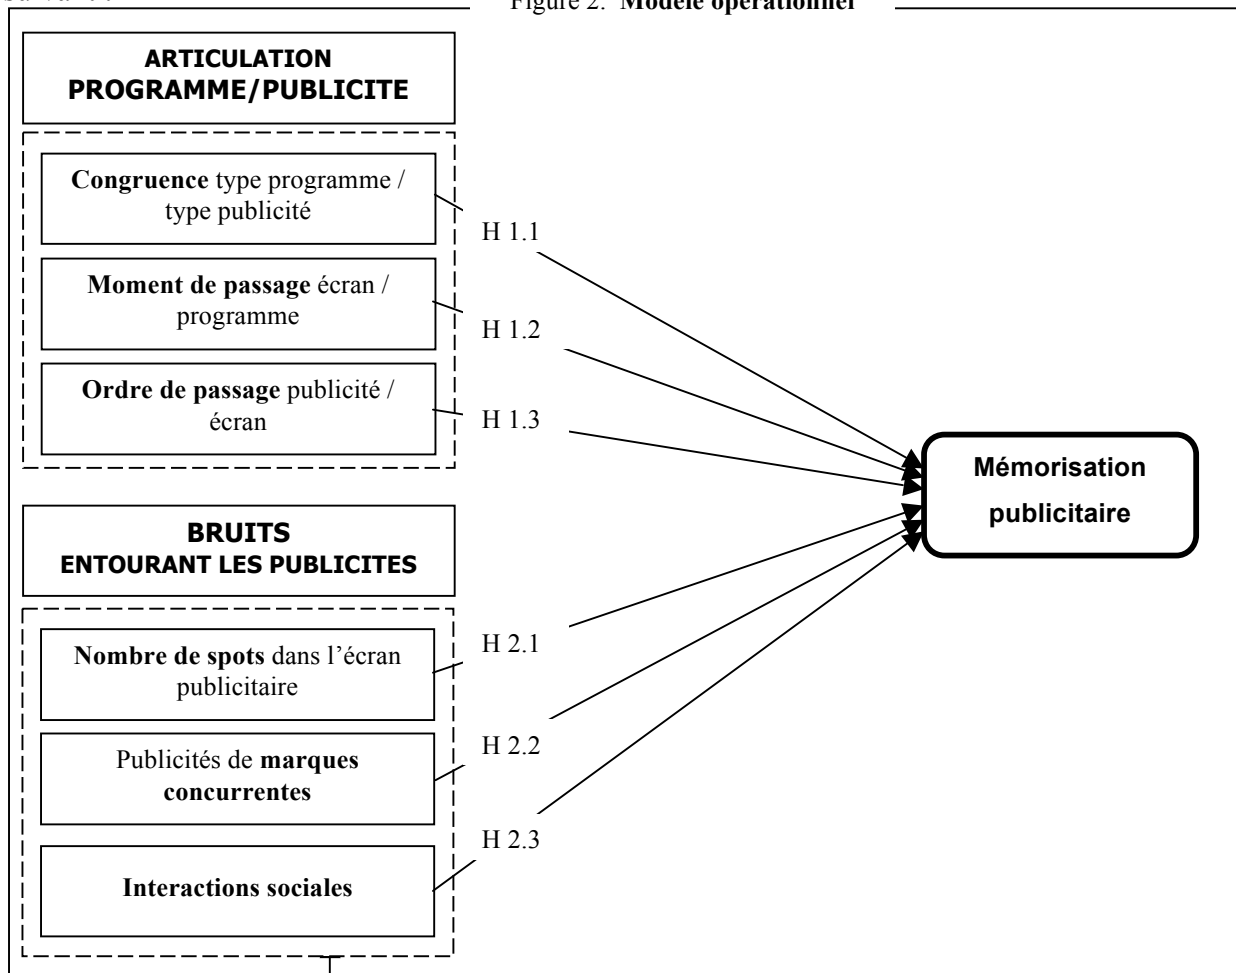 Figure 2. Modèle opérationnel
ARTICULATION
PROGRAMME/PUBLICITE
Congruence type programme /
type publicité
H 1.1
Moment de passage écran /
programme
H 1.2
Ordre de passage publicité /
écran
H 1.3
Mémorisation
publicitaire
BRUITS
ENTOURANT LES PUBLICITES
Nombre de spots dans l’écran
publicitaire
H 2.1
Publicités de marques
concurrentes
H 2.2
Interactions sociales
H 2.3